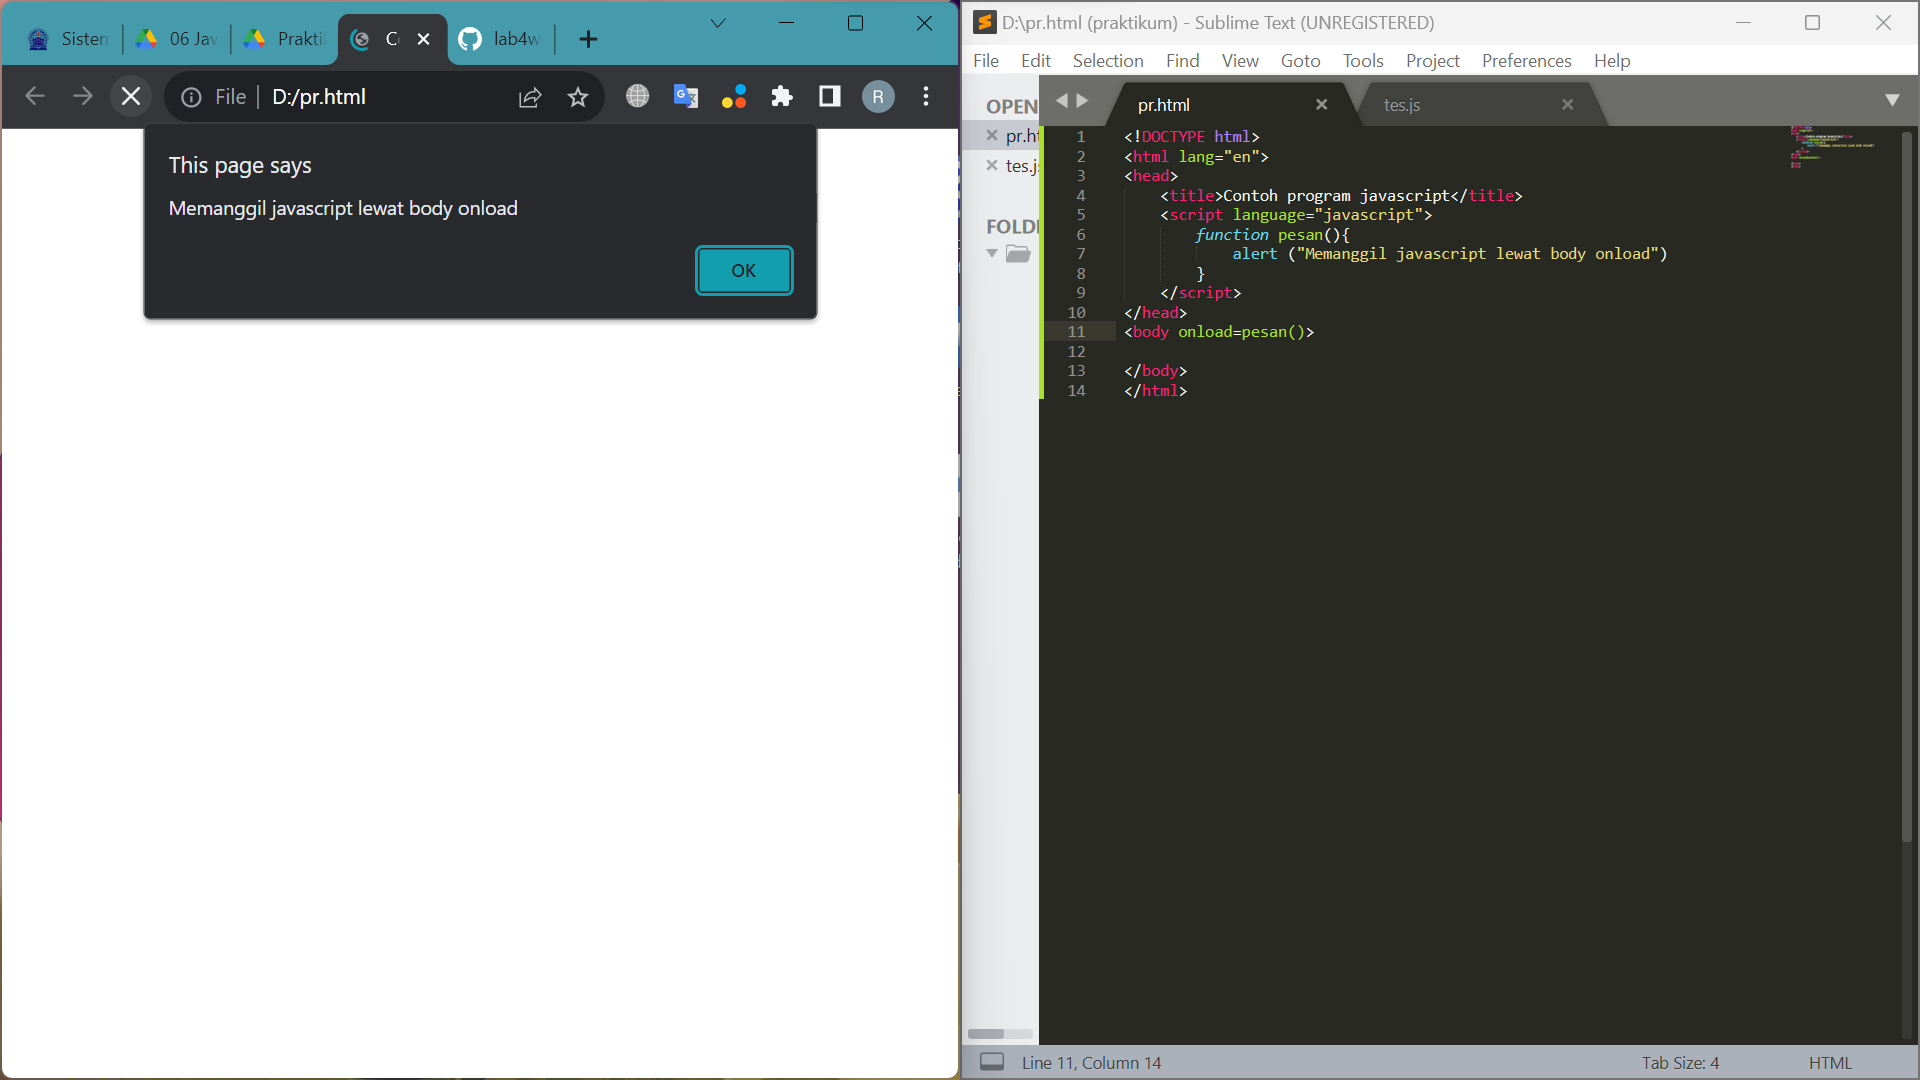 Sistem
06 Jav
Prakti
C
lab4w
File
D:/pr.html
R
This page says
Memanggil javascript lewat body onload
OK
D:\pr.html (praktikum) - Sublime Text (UNREGISTERED)
File Edit Selection Find View Goto Tools Project Preferences Help
OPEN
pr.ht
tes.js
FOLD
pr.html
tes.js
1 <!DOCTYPE html>
2 <html lang="en">
3 <head>
4 <title>Contoh program javascript</title>
5 <script language="javascript">
6 function pesan(){
7 alert ("Memanggil javascript lewat body onload")
8 }
9 </script>
10 </head>
11 <body onload=pesan()>
12
13 </body>
14 </html>
Line 11, Column 14
Tab Size: 4
HTML